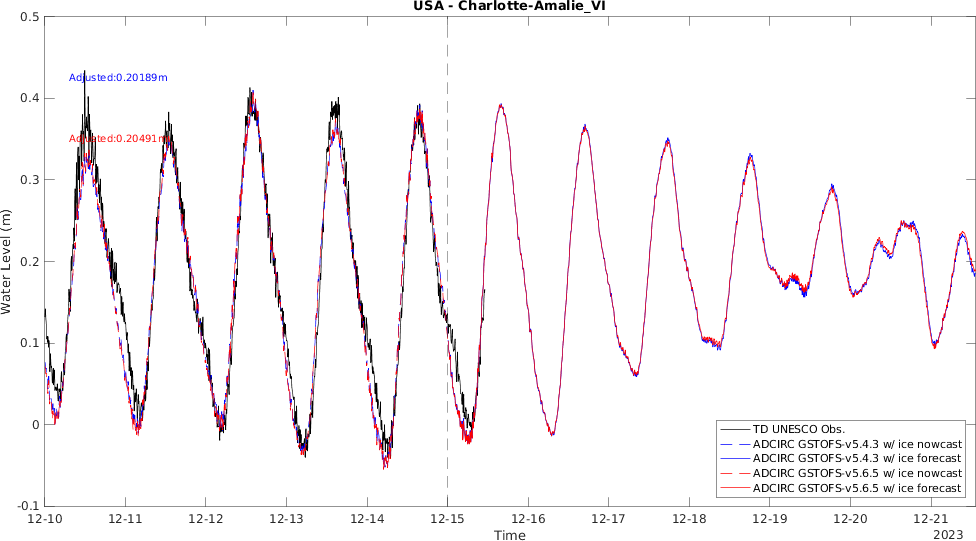 USA - Charlotte-Amalie_VI
0.5
0.4
0.3
0.2
0.1
0
-0.1
Water Level (m)
Adjusted:0.20189m
Adjusted:0.20491m
TD UNESCO Obs.
ADCIRC GSTOFS-v5.4.3 w/ ice nowcast
ADCIRC GSTOFS-v5.4.3 w/ ice forecast
ADCIRC GSTOFS-v5.6.5 w/ ice nowcast
ADCIRC GSTOFS-v5.6.5 w/ ice forecast
12-10 12-11 12-12 12-13 12-14 12-15 12-16 12-17 12-18 12-19 12-20 12-21
Time
2023